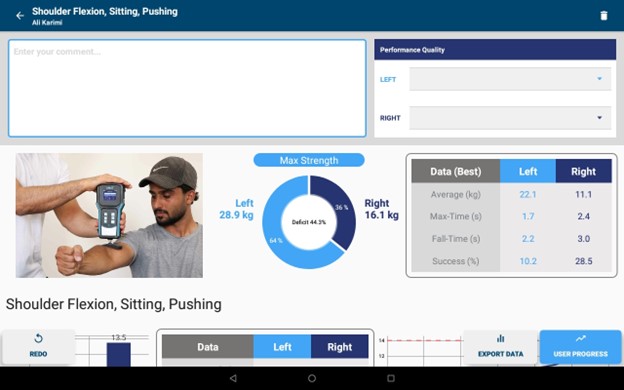 Shoulder Flexion, Sitting, Pushing
Ali Karimi
Enter your comment...
Performance Quality
LEFT
RIGHT
Max Strength
Left
28.9 kg
36 %
Deficit 44.3%
64 %
Right
16.1 kg
Data (Best) Left Right
Average (kg) 22.1 11.1
Max-Time (s) 1.7 2.4
Fall-Time (s) 2.2 3.0
Success (%) 10.2 28.5
Shoulder Flexion, Sitting, Pushing
REDO
13.5
Data Left Right
14
12
EXPORT DATA
USER PROGRESS